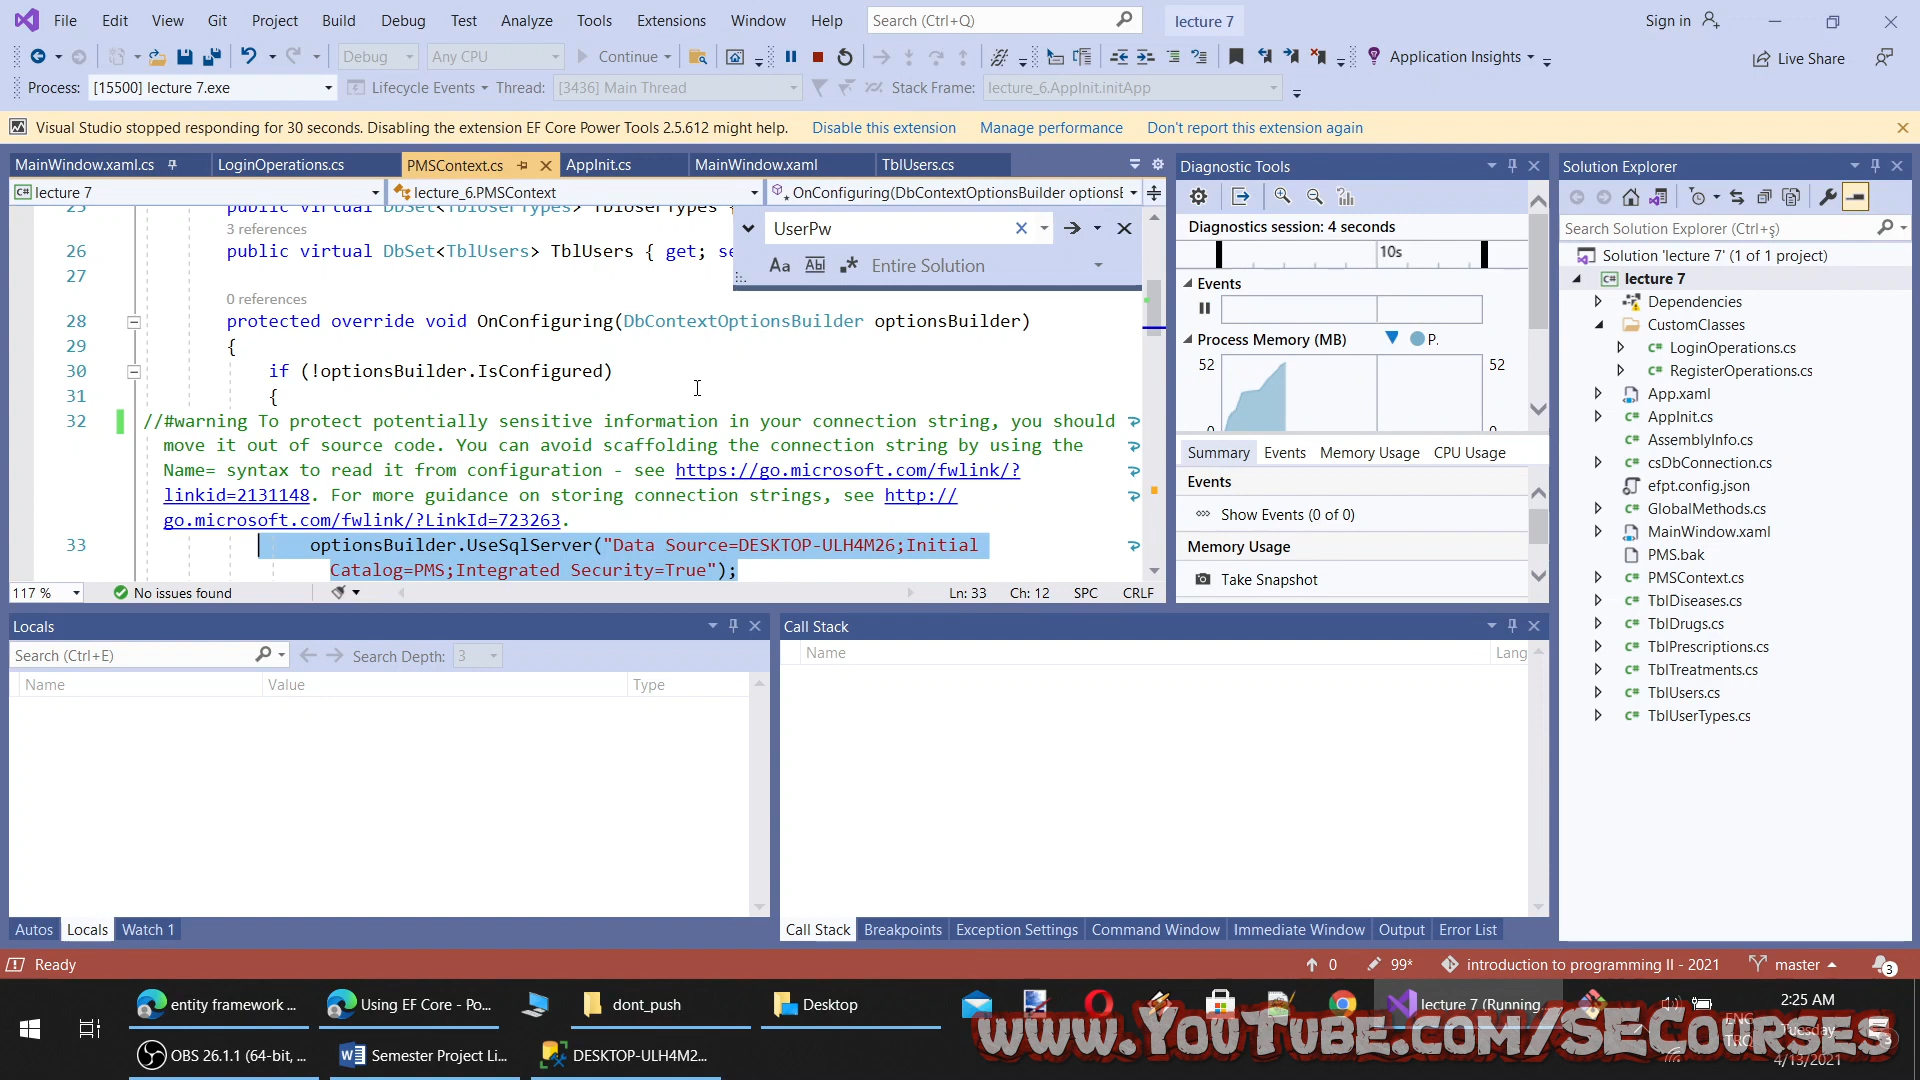 File Edit View Git Project Build Debug Test Analyze Tools Extensions Window Help Search (Ctrl+Q) lecture 7 Sign in
Debug Any CPU Continue Application Insights Live Share
Process: [15500] lecture 7.exe Lifecycle Events Thread: [3436] Main Thread Stack Frame: lecture_6.AppInit.initApp
Visual Studio stopped responding for 30 seconds. Disabling the extension EF Core Power Tools 2.5.612 might help. Disable this extension Manage performance Don't report this extension again
MainWindow.xaml.cs LoginOperations.cs PMSContext.cs AppInit.cs MainWindow.xaml TblUsers.cs
lecture 7 lecture_6.PMSContext OnConfiguring(DbContextOptionsBuilder options
25 public virtual DbSet<TblUserTypes> TblUserTypes {
3 references
26 public virtual DbSet<TblUsers> TblUsers { get; se
27
0 references
28 protected override void OnConfiguring(DbContextOptionsBuilder optionsBuilder)
29 {
30 if (!optionsBuilder.IsConfigured)
31 {
32 //#warning To protect potentially sensitive information in your connection string, you should
move it out of source code. You can avoid scaffolding the connection string by using the
Name= syntax to read it from configuration - see https://go.microsoft.com/fwlink/?
linkid=2131148. For more guidance on storing connection strings, see http://
go.microsoft.com/fwlink/?LinkId=723263.
33 optionsBuilder.UseSqlServer("Data Source=DESKTOP-ULH4M26;Initial
Catalog=PMS;Integrated Security=True");
UserPw
Aa Abl Entire Solution
117 % No issues found Ln: 33 Ch: 12 SPC CRLF
Diagnostic Tools
Diagnostics session: 4 seconds
10s
Events
Process Memory (MB) P.
52 52
0 0
Summary Events Memory Usage CPU Usage
Events
Show Events (0 of 0)
Memory Usage
Take Snapshot
Solution Explorer
Search Solution Explorer (Ctrl+ş)
Solution 'lecture 7' (1 of 1 project)
lecture 7
Dependencies
CustomClasses
LoginOperations.cs
RegisterOperations.cs
App.xaml
AppInit.cs
AssemblyInfo.cs
csDbConnection.cs
efpt.config.json
GlobalMethods.cs
MainWindow.xaml
PMS.bak
PMSContext.cs
TblDiseases.cs
TblDrugs.cs
TblPrescriptions.cs
TblTreatments.cs
TblUsers.cs
TblUserTypes.cs
Locals
Search (Ctrl+E) Search Depth: 3
Name Value Type
Autos Locals Watch 1
Call Stack
Name Lang
Call Stack Breakpoints Exception Settings Command Window Immediate Window Output Error List
Ready 0 99* introduction to programming II - 2021 master 3
entity framework ... Using EF Core - Po... dont_push Desktop lecture 7 (Running... 2:25 AM
OBS 26.1.1 (64-bit, ... Semester Project Li... DESKTOP-ULH4M2... ENG Tuesday
TRQ 4/13/2021
www.YouTube.com/SECourses